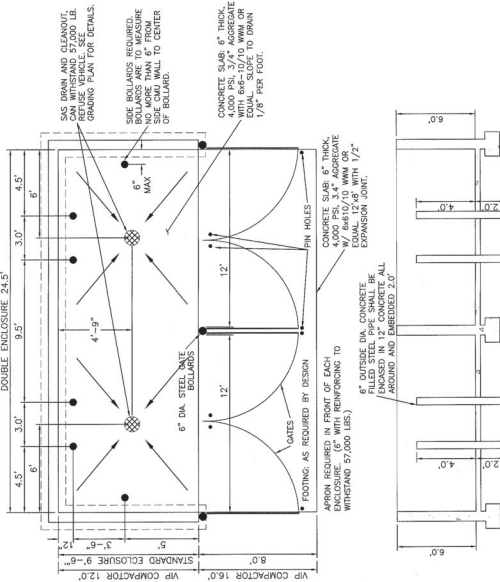 DOUBLE ENCLOSURE 24.5'
4.5'
3.0'
9.5'
3.0'
4.5'
6'
6'
4'-9"
6"
MAX
SAS DRAIN AND CLEANOUT,
CAN WITHSTAND 57,000 LB.
REFUSE VEHICLE. SEE
GRADING PLAN FOR DETAILS.
SIDE BOLLARDS REQUIRED.
BOLLARDS ARE TO MEASURE
NO MORE THAN 6" FROM
SIDE CMU WALL TO CENTER
OF BOLLARD.
CONCRETE SLAB: 6" THICK,
4,000 PSI, 3/4" AGGREGATE
WITH 6x6-10/10 WWM OR
EQUAL. SLOPE TO DRAIN
1/8" PER FOOT.
6" DIA. STEEL GATE
BOLLARDS
12'
12'
GATES
PIN HOLES
FOOTING: AS REQUIRED BY DESIGN
CONCRETE SLAB: 6" THICK,
4,000 PSI, 3.4" AGGREGATE
W/ 6x610/10 WWM OR
EQUAL 12'x8' WITH 1/2"
EXPANSION JOINT.
APRON REQUIRED IN FRONT OF EACH
ENCLOSURE. (6" WITH REINFORCING TO
WITHSTAND 57,000 LBS.)
12"
3'-6"
5'
STANDARD ECLOSURE 9'-6"
VIP COMPACTOR 12.0'
8.0'
VIP COMPACTOR 16.0'
6" OUTSIDE DIA. CONCRETE
FILLED STEEL PIPE SHALL BE
ENCASED IN 12" CONCRETE ALL
AROUND AND EMBEDDED 2.0'
6.0'
4.0'
2.0'
4.0'
2.0'
6.0'